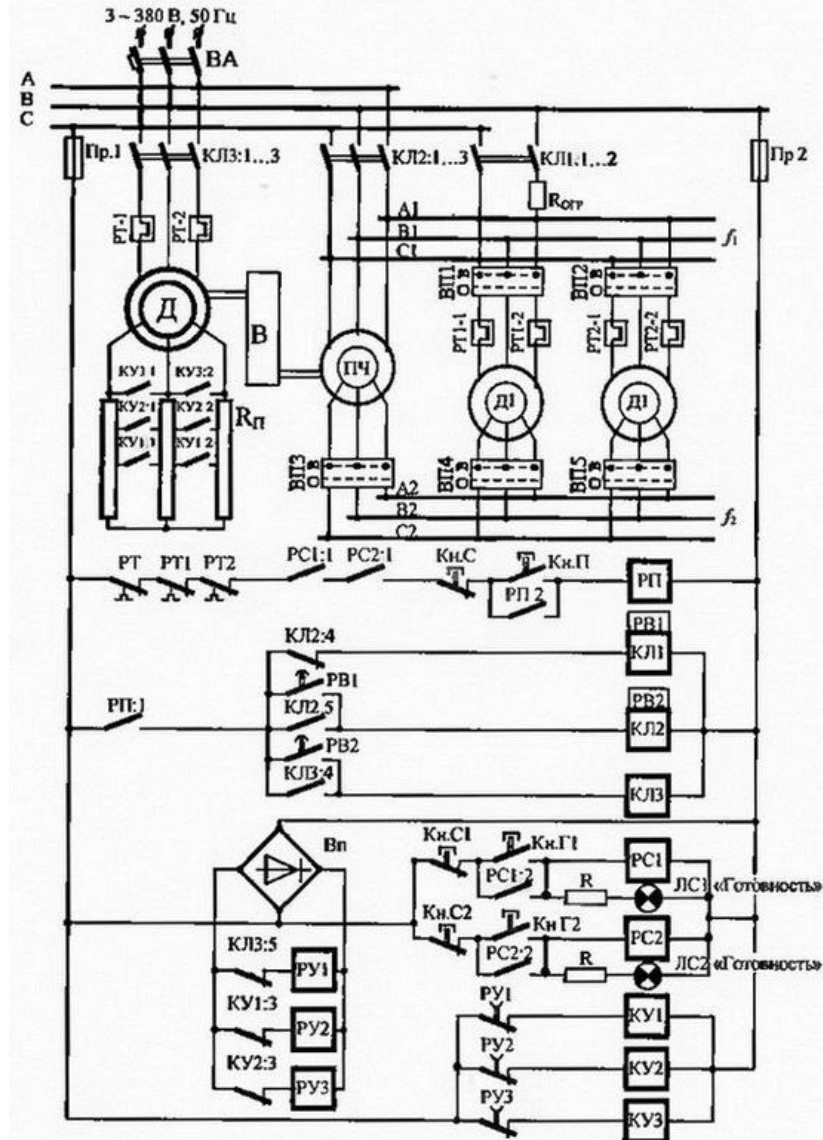 3 ~ 380 В, 50 Гц
ВА
А
В
С
Пр.1
КЛ3:1...3
КЛ2:1...3
КЛ1:1...2
Пр 2
Rогр
А1
В1
С1
f₁
РТ-1
РТ-2
ВП1
О В
ВП2
О В
РТ1-1
РТ1-2
РТ2-1
РТ2-2
Д
В
ПЧ
Д1
Д1
КУ3:2
КУ2:1
КУ2 2
КУ1 2
RП
ВП3
О В
ВП4
О В
ВП5
О В
А2
В2
С2
f₂
РТ
РТ1
РТ2
РС1:1
РС2:1
Кн.С
Кн.П
РП 2
РП
КЛ2:4
РВ1
КЛ3
РВ1
РП:1
КЛ2,5
РВ2
КЛ2
РВ2
КЛ3:4
КЛ3
Вп
Кн.С1
Кн.Г1
РС1
РС1:2
R
ЛС1 «Готовность»
Кн.С2
Кн Г2
РС2
РС2:2
R
ЛС2 «Готовность»
КЛ3:5
РУ1
КУ1:3
РУ2
КУ2:3
РУ3
РУ1
КУ1
РУ2
КУ2
РУ3
КУ3